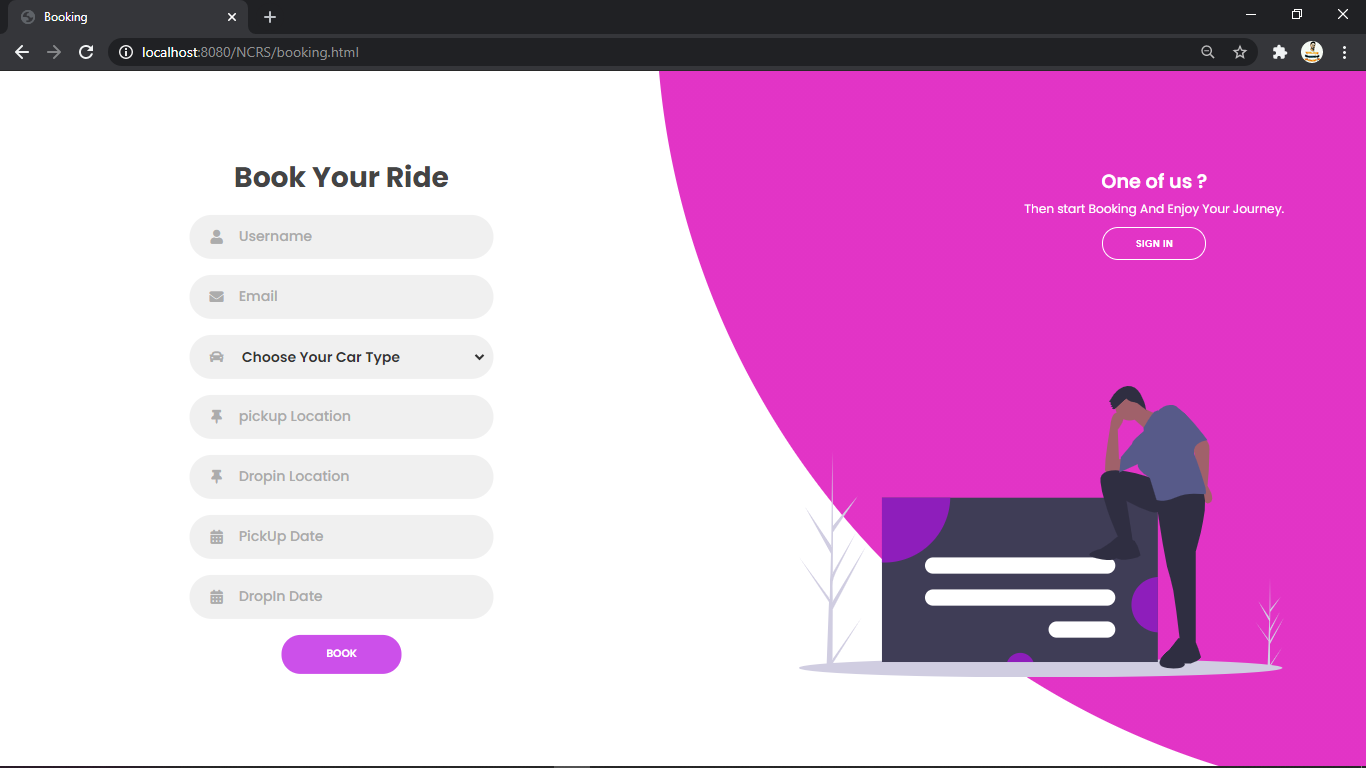 Booking
localhost:8080/NCRS/booking.html
Book Your Ride
Username
Email
Choose Your Car Type
pickup Location
Dropin Location
PickUp Date
DropIn Date
BOOK
One of us ?
Then start Booking And Enjoy Your Journey.
SIGN IN